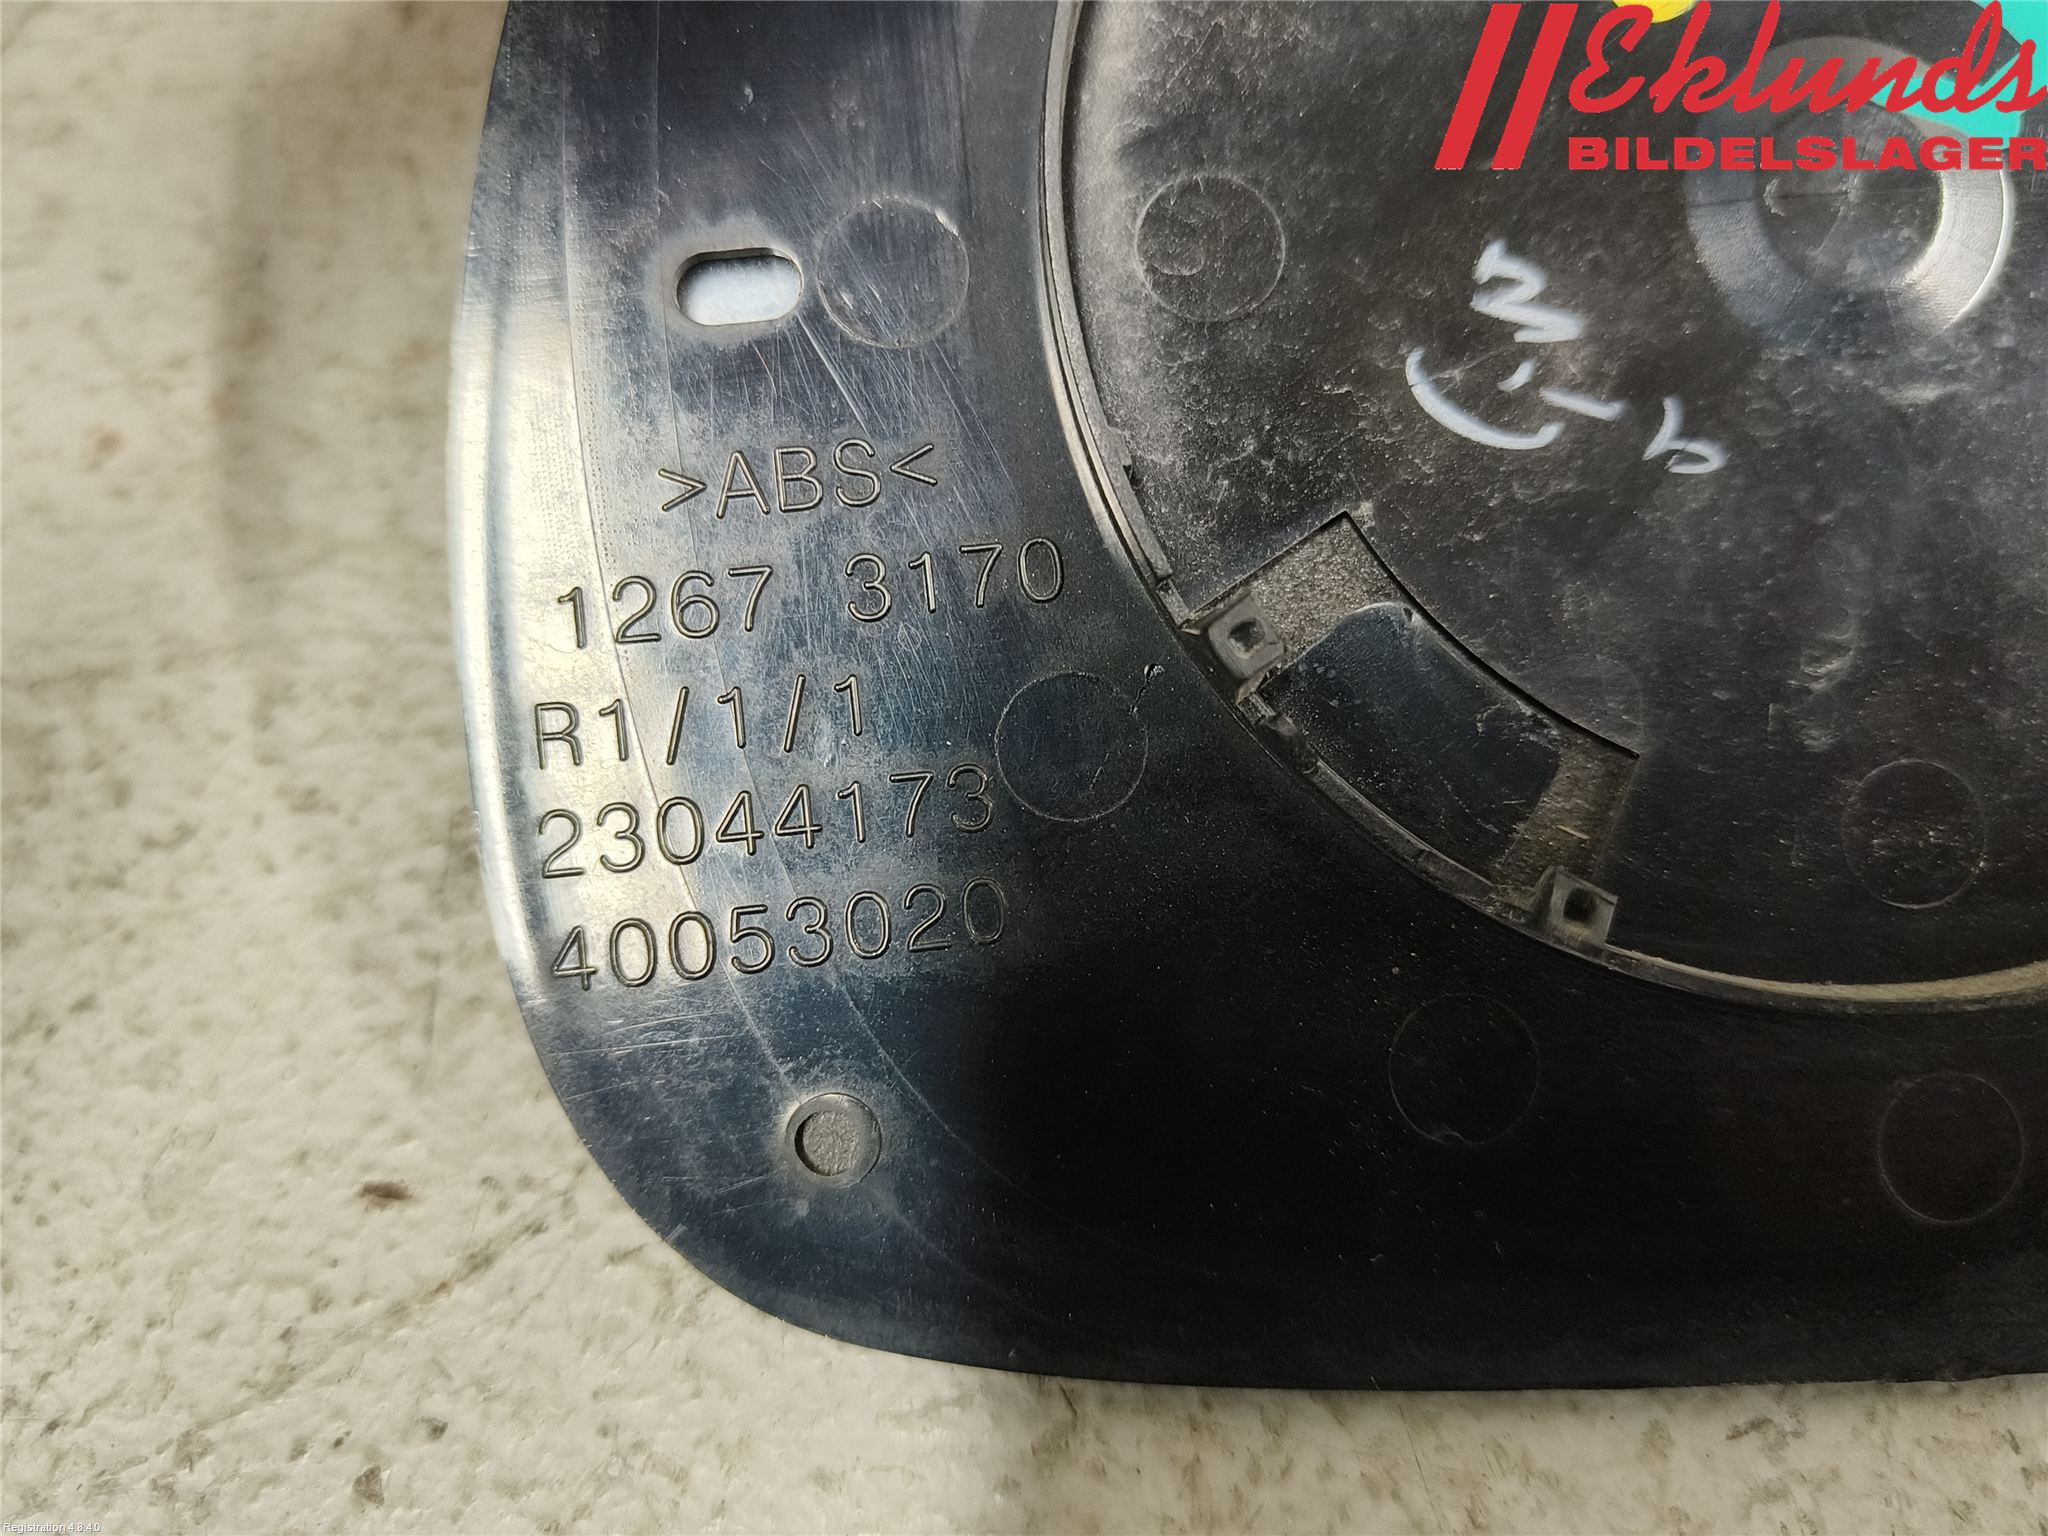 Eklunds
BILDELSLAGER
>ABS<
1267 3170
R1/1/1
23044173
40053020
Registration 4.8.4.0